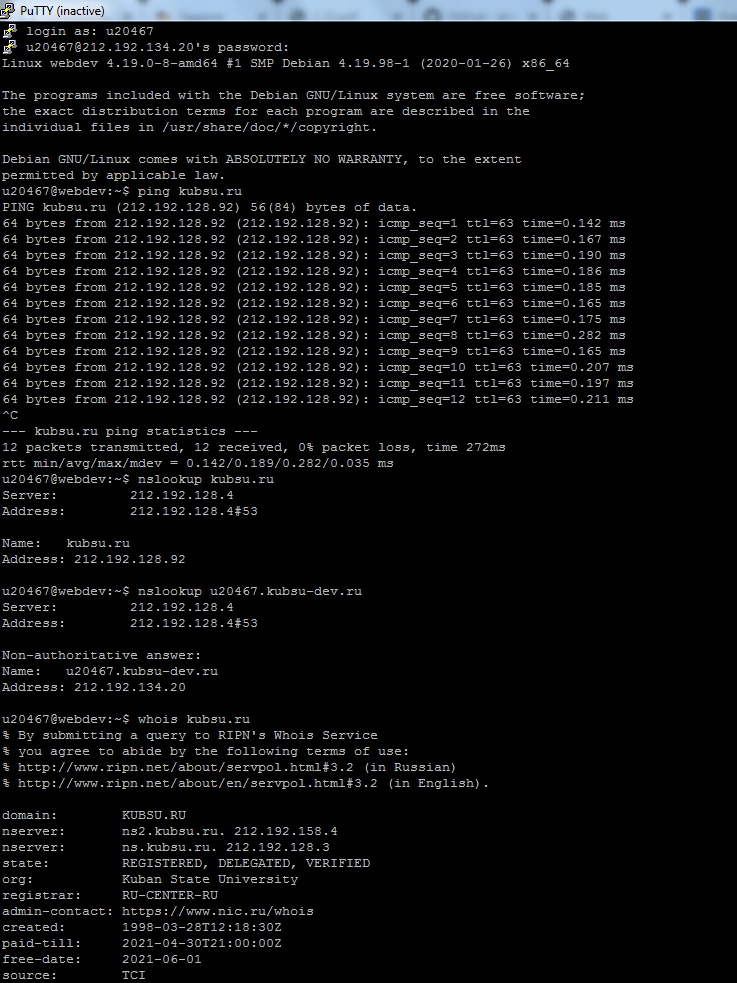 PuTTY (inactive)
login as: u20467
u20467@212.192.134.20's password:
Linux webdev 4.19.0-8-amd64 #1 SMP Debian 4.19.98-1 (2020-01-26) x86_64
The programs included with the Debian GNU/Linux system are free software;
the exact distribution terms for each program are described in the
individual files in /usr/share/doc/*/copyright.
Debian GNU/Linux comes with ABSOLUTELY NO WARRANTY, to the extent
permitted by applicable law.
u20467@webdev:~$ ping kubsu.ru
PING kubsu.ru (212.192.128.92) 56(84) bytes of data.
64 bytes from 212.192.128.92 (212.192.128.92): icmp_seq=1 ttl=63 time=0.142 ms
64 bytes from 212.192.128.92 (212.192.128.92): icmp_seq=2 ttl=63 time=0.167 ms
64 bytes from 212.192.128.92 (212.192.128.92): icmp_seq=3 ttl=63 time=0.190 ms
64 bytes from 212.192.128.92 (212.192.128.92): icmp_seq=4 ttl=63 time=0.186 ms
64 bytes from 212.192.128.92 (212.192.128.92): icmp_seq=5 ttl=63 time=0.185 ms
64 bytes from 212.192.128.92 (212.192.128.92): icmp_seq=6 ttl=63 time=0.165 ms
64 bytes from 212.192.128.92 (212.192.128.92): icmp_seq=7 ttl=63 time=0.175 ms
64 bytes from 212.192.128.92 (212.192.128.92): icmp_seq=8 ttl=63 time=0.282 ms
64 bytes from 212.192.128.92 (212.192.128.92): icmp_seq=9 ttl=63 time=0.165 ms
64 bytes from 212.192.128.92 (212.192.128.92): icmp_seq=10 ttl=63 time=0.207 ms
64 bytes from 212.192.128.92 (212.192.128.92): icmp_seq=11 ttl=63 time=0.197 ms
64 bytes from 212.192.128.92 (212.192.128.92): icmp_seq=12 ttl=63 time=0.211 ms
^C
--- kubsu.ru ping statistics ---
12 packets transmitted, 12 received, 0% packet loss, time 272ms
rtt min/avg/max/mdev = 0.142/0.189/0.282/0.035 ms
u20467@webdev:~$ nslookup kubsu.ru
Server: 212.192.128.4
Address: 212.192.128.4#53
Name: kubsu.ru
Address: 212.192.128.92
u20467@webdev:~$ nslookup u20467.kubsu-dev.ru
Server: 212.192.128.4
Address: 212.192.128.4#53
Non-authoritative answer:
Name: u20467.kubsu-dev.ru
Address: 212.192.134.20
u20467@webdev:~$ whois kubsu.ru
% By submitting a query to RIPN's Whois Service
% you agree to abide by the following terms of use:
% http://www.ripn.net/about/servpol.html#3.2 (in Russian)
% http://www.ripn.net/about/en/servpol.html#3.2 (in English).
domain: KUBSU.RU
nserver: ns2.kubsu.ru. 212.192.158.4
nserver: ns.kubsu.ru. 212.192.128.3
state: REGISTERED, DELEGATED, VERIFIED
org: Kuban State University
registrar: RU-CENTER-RU
admin-contact: https://www.nic.ru/whois
created: 1998-03-28T12:18:30Z
paid-till: 2021-04-30T21:00:00Z
free-date: 2021-06-01
source: TCI